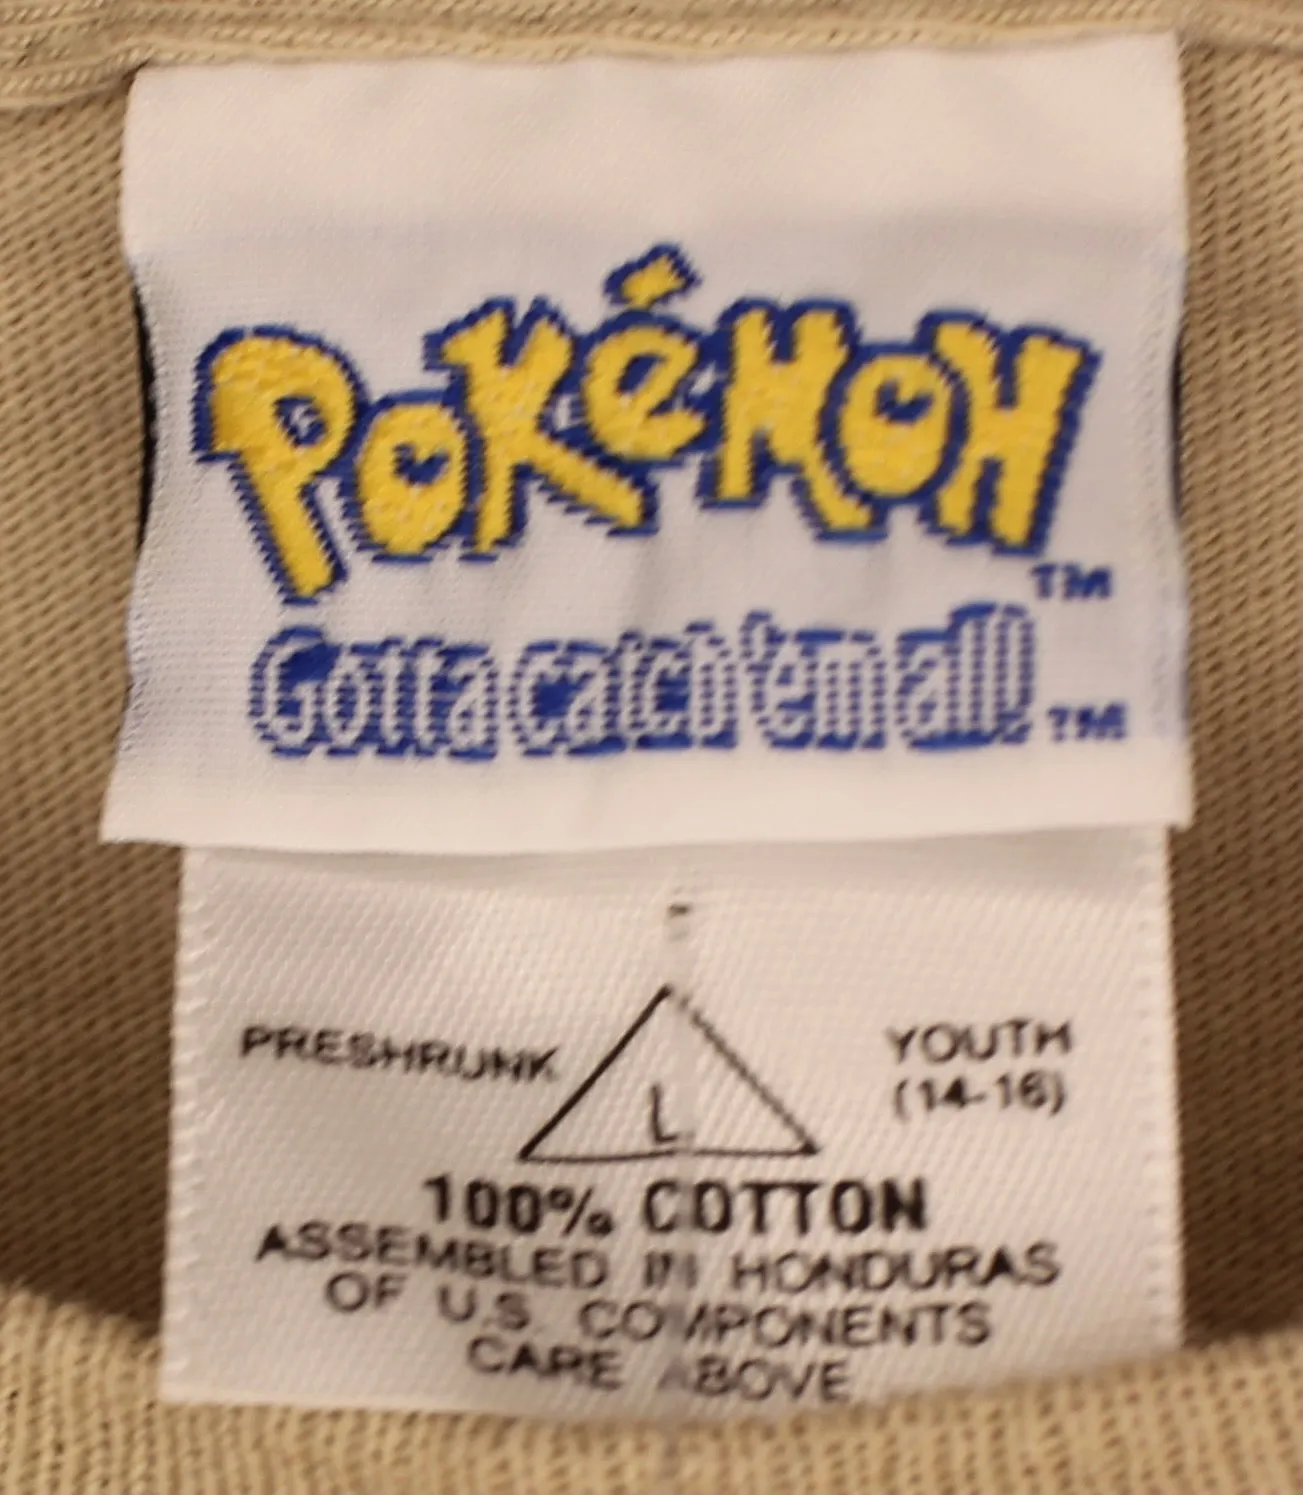 POKéMON
TM
Gotta catch 'em all!
TM
PRESHRUNK
L
YOUTH
(14-16)
100% COTTON
ASSEMBLED IN HONDURAS
OF U.S. COMPONENTS
CARE ABOVE